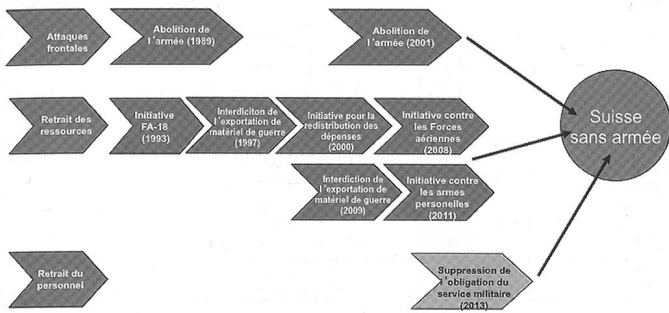 Attaques
frontales
Abolition de
l'armée (1989)
Abolition de
l'armée (2001)
Retrait des
ressources
Initiative
FA-18
(1993)
Interdiciton de
l'exportation de
matériel de guerre
(1997)
Initiative pour la
redistribution des
dépenses
(2000)
Initiative contre
les Forces
aériennes
(2008)
Suisse
sans armée
Interdiction de
l'exportation de
matériel de guerre
(2009)
Initiative contre
les armes
personelles
(2011)
Retrait du
personnel
Suppression de
l'obligation du
service militaire
(2013)